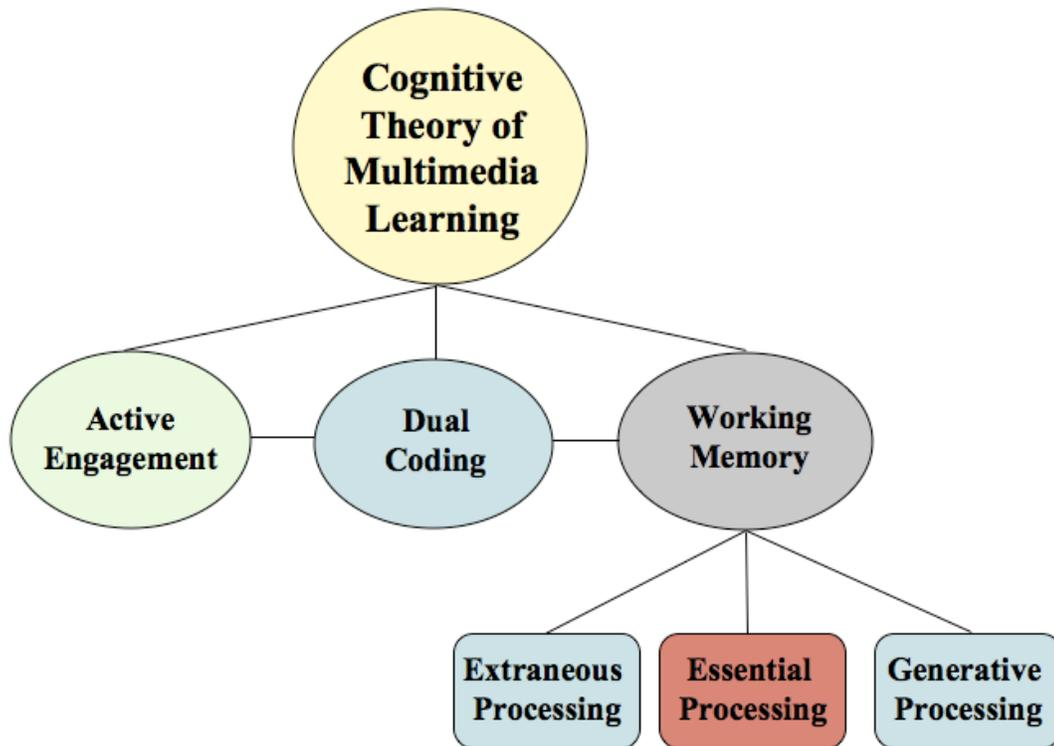 Cognitive
Theory of
Multimedia
Learning
Active
Engagement
Dual
Coding
Working
Memory
Extraneous
Processing
Essential
Processing
Generative
Processing